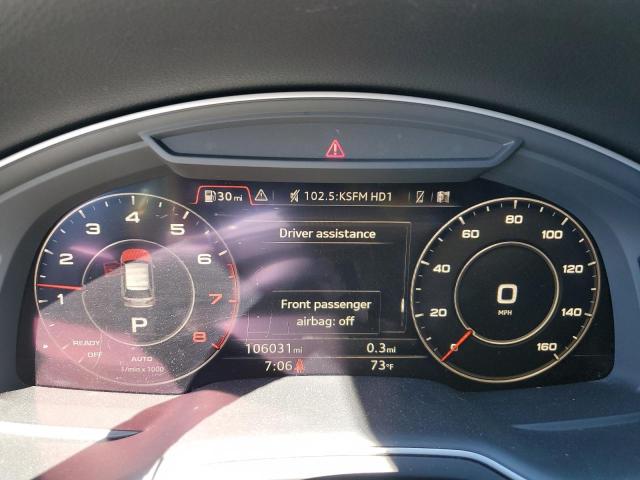 30 mi 102.5:KSFM HD1
Driver assistance
Front passenger
airbag: off
1 2 3 4 5 6 7 8
P
READY
OFF
AUTO
1/min x 1000
106031 mi 0.3 mi
7:06 73°F
20 40 60 80 100 120 140 160
0
MPH